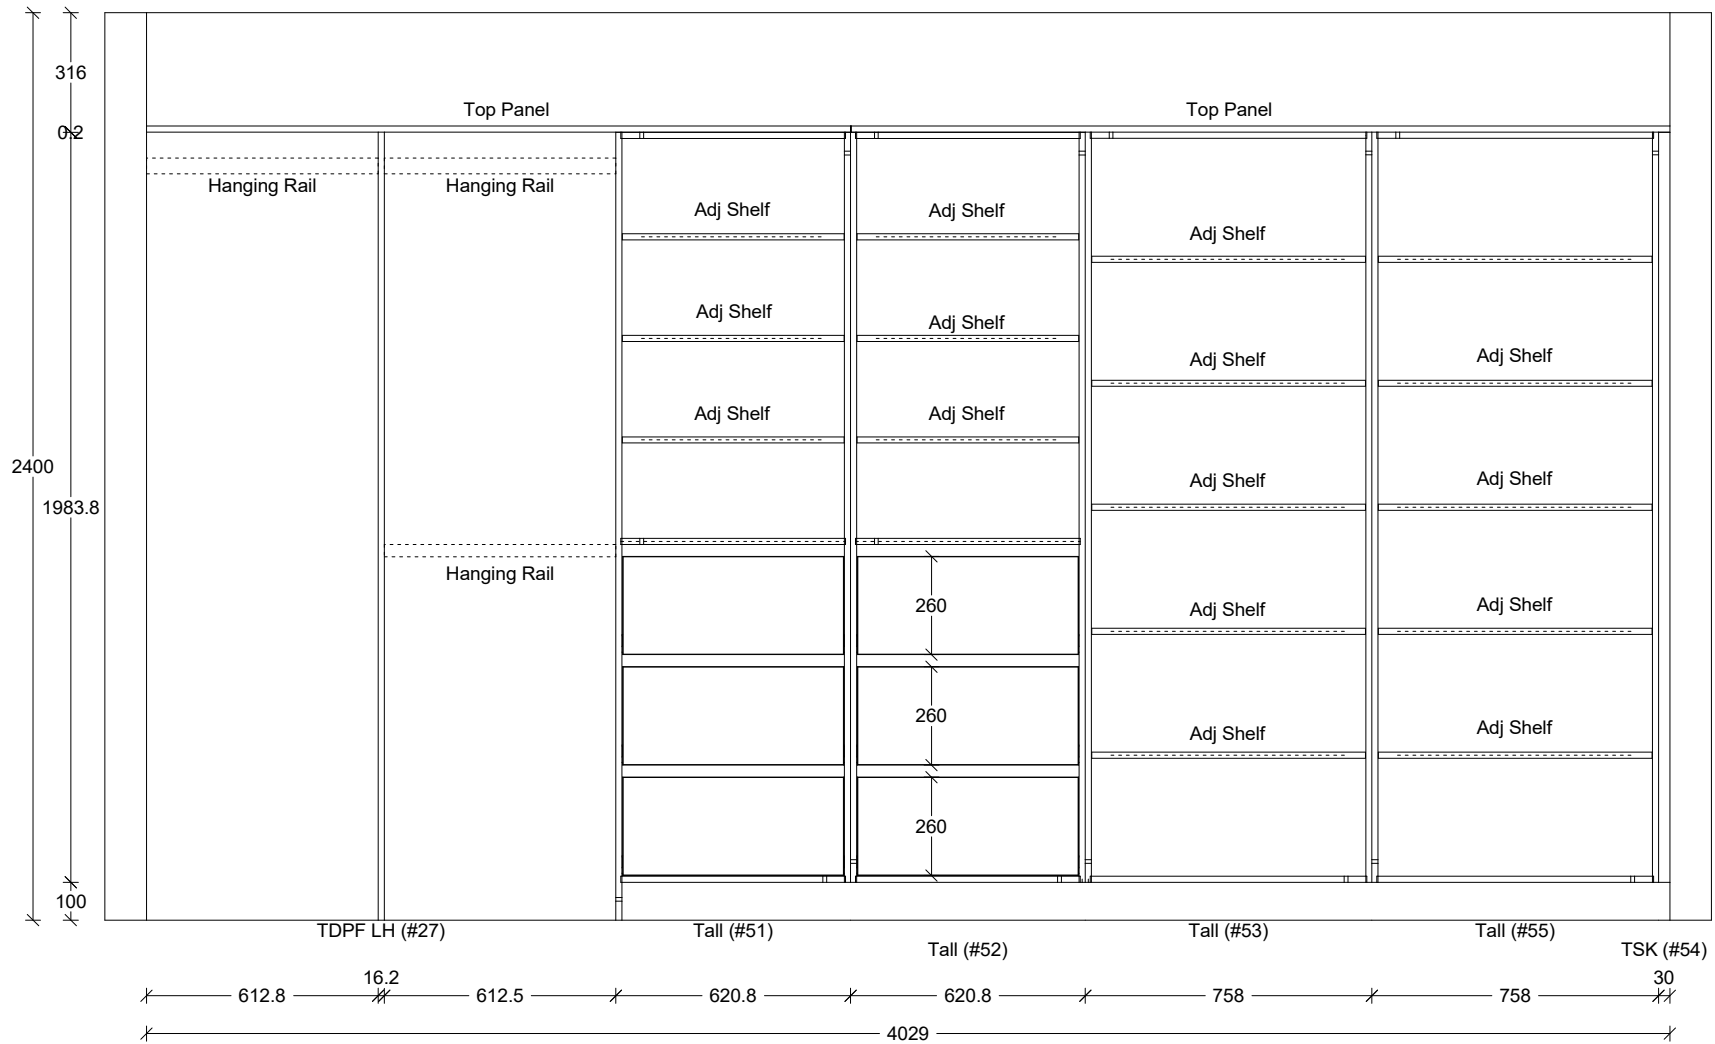 316
Top Panel
Top Panel
0.2
Hanging Rail
Hanging Rail
Adj Shelf
Adj Shelf
Adj Shelf
Adj Shelf
Adj Shelf
Adj Shelf
Adj Shelf
Adj Shelf
Adj Shelf
2400
Adj Shelf
Adj Shelf
1983.8
Hanging Rail
260
Adj Shelf
Adj Shelf
260
Adj Shelf
Adj Shelf
260
100
TDPF LH (#27)
Tall (#51)
Tall (#52)
Tall (#53)
Tall (#55)
TSK (#54)
16.2
30
612.8
612.5
620.8
620.8
758
758
4029